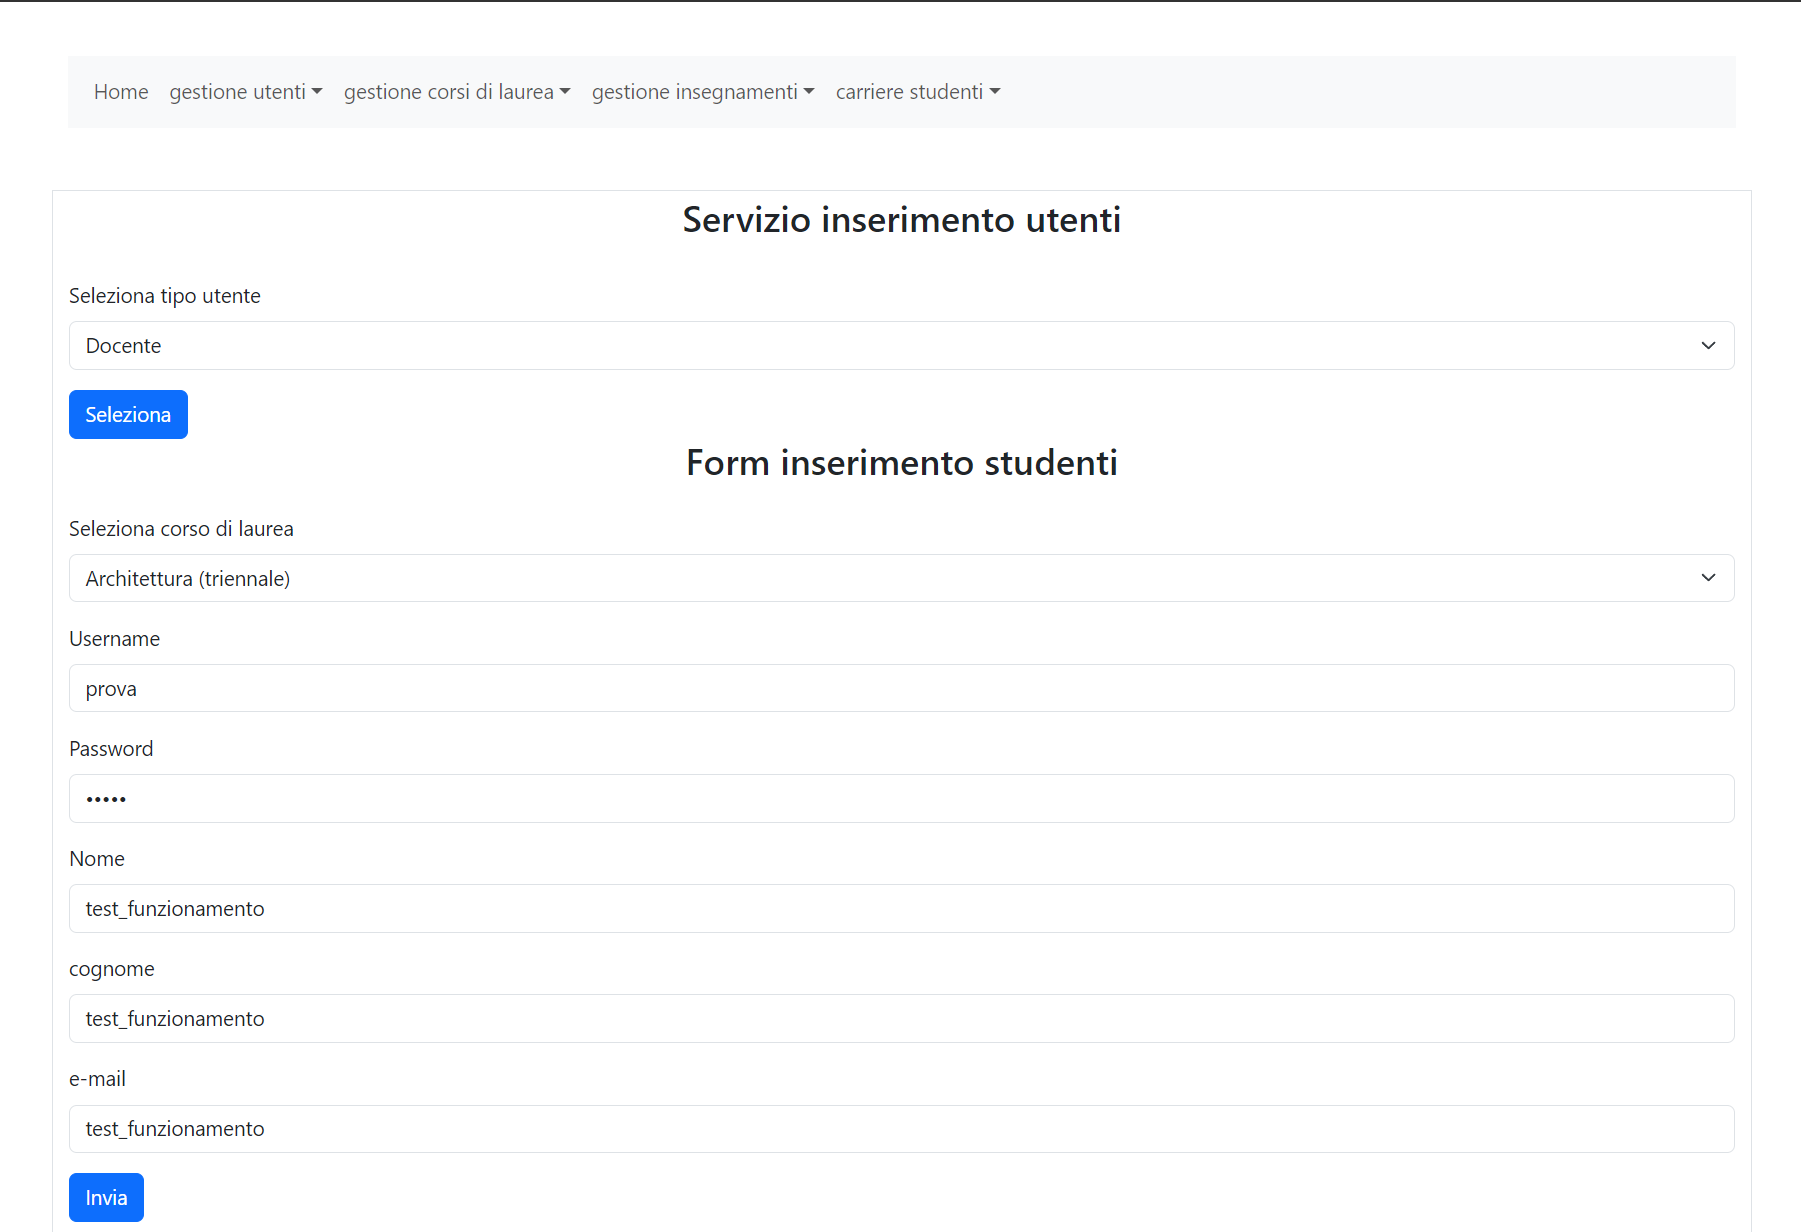 Home gestione utenti gestione corsi di laurea gestione insegnamenti carriere studenti
Servizio inserimento utenti
Seleziona tipo utente
Docente
Seleziona
Form inserimento studenti
Seleziona corso di laurea
Architettura (triennale)
Username
prova
Password
•••••
Nome
test_funzionamento
cognome
test_funzionamento
e-mail
test_funzionamento
Invia